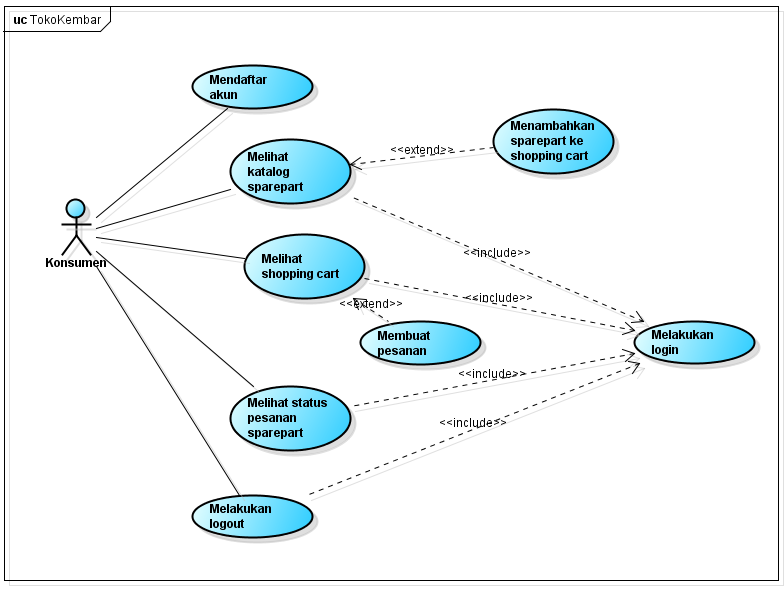 uc TokoKembar
Mendaftar
akun
Melihat
katalog
sparepart
<<extend>>
Menambahkan
sparepart ke
shopping cart
Konsumen
Melihat
shopping cart
<<include>>
<<include>>
<<extend>>
Membuat
pesanan
Melakukan
login
<<include>>
Melihat status
pesanan
sparepart
<<include>>
Melakukan
logout